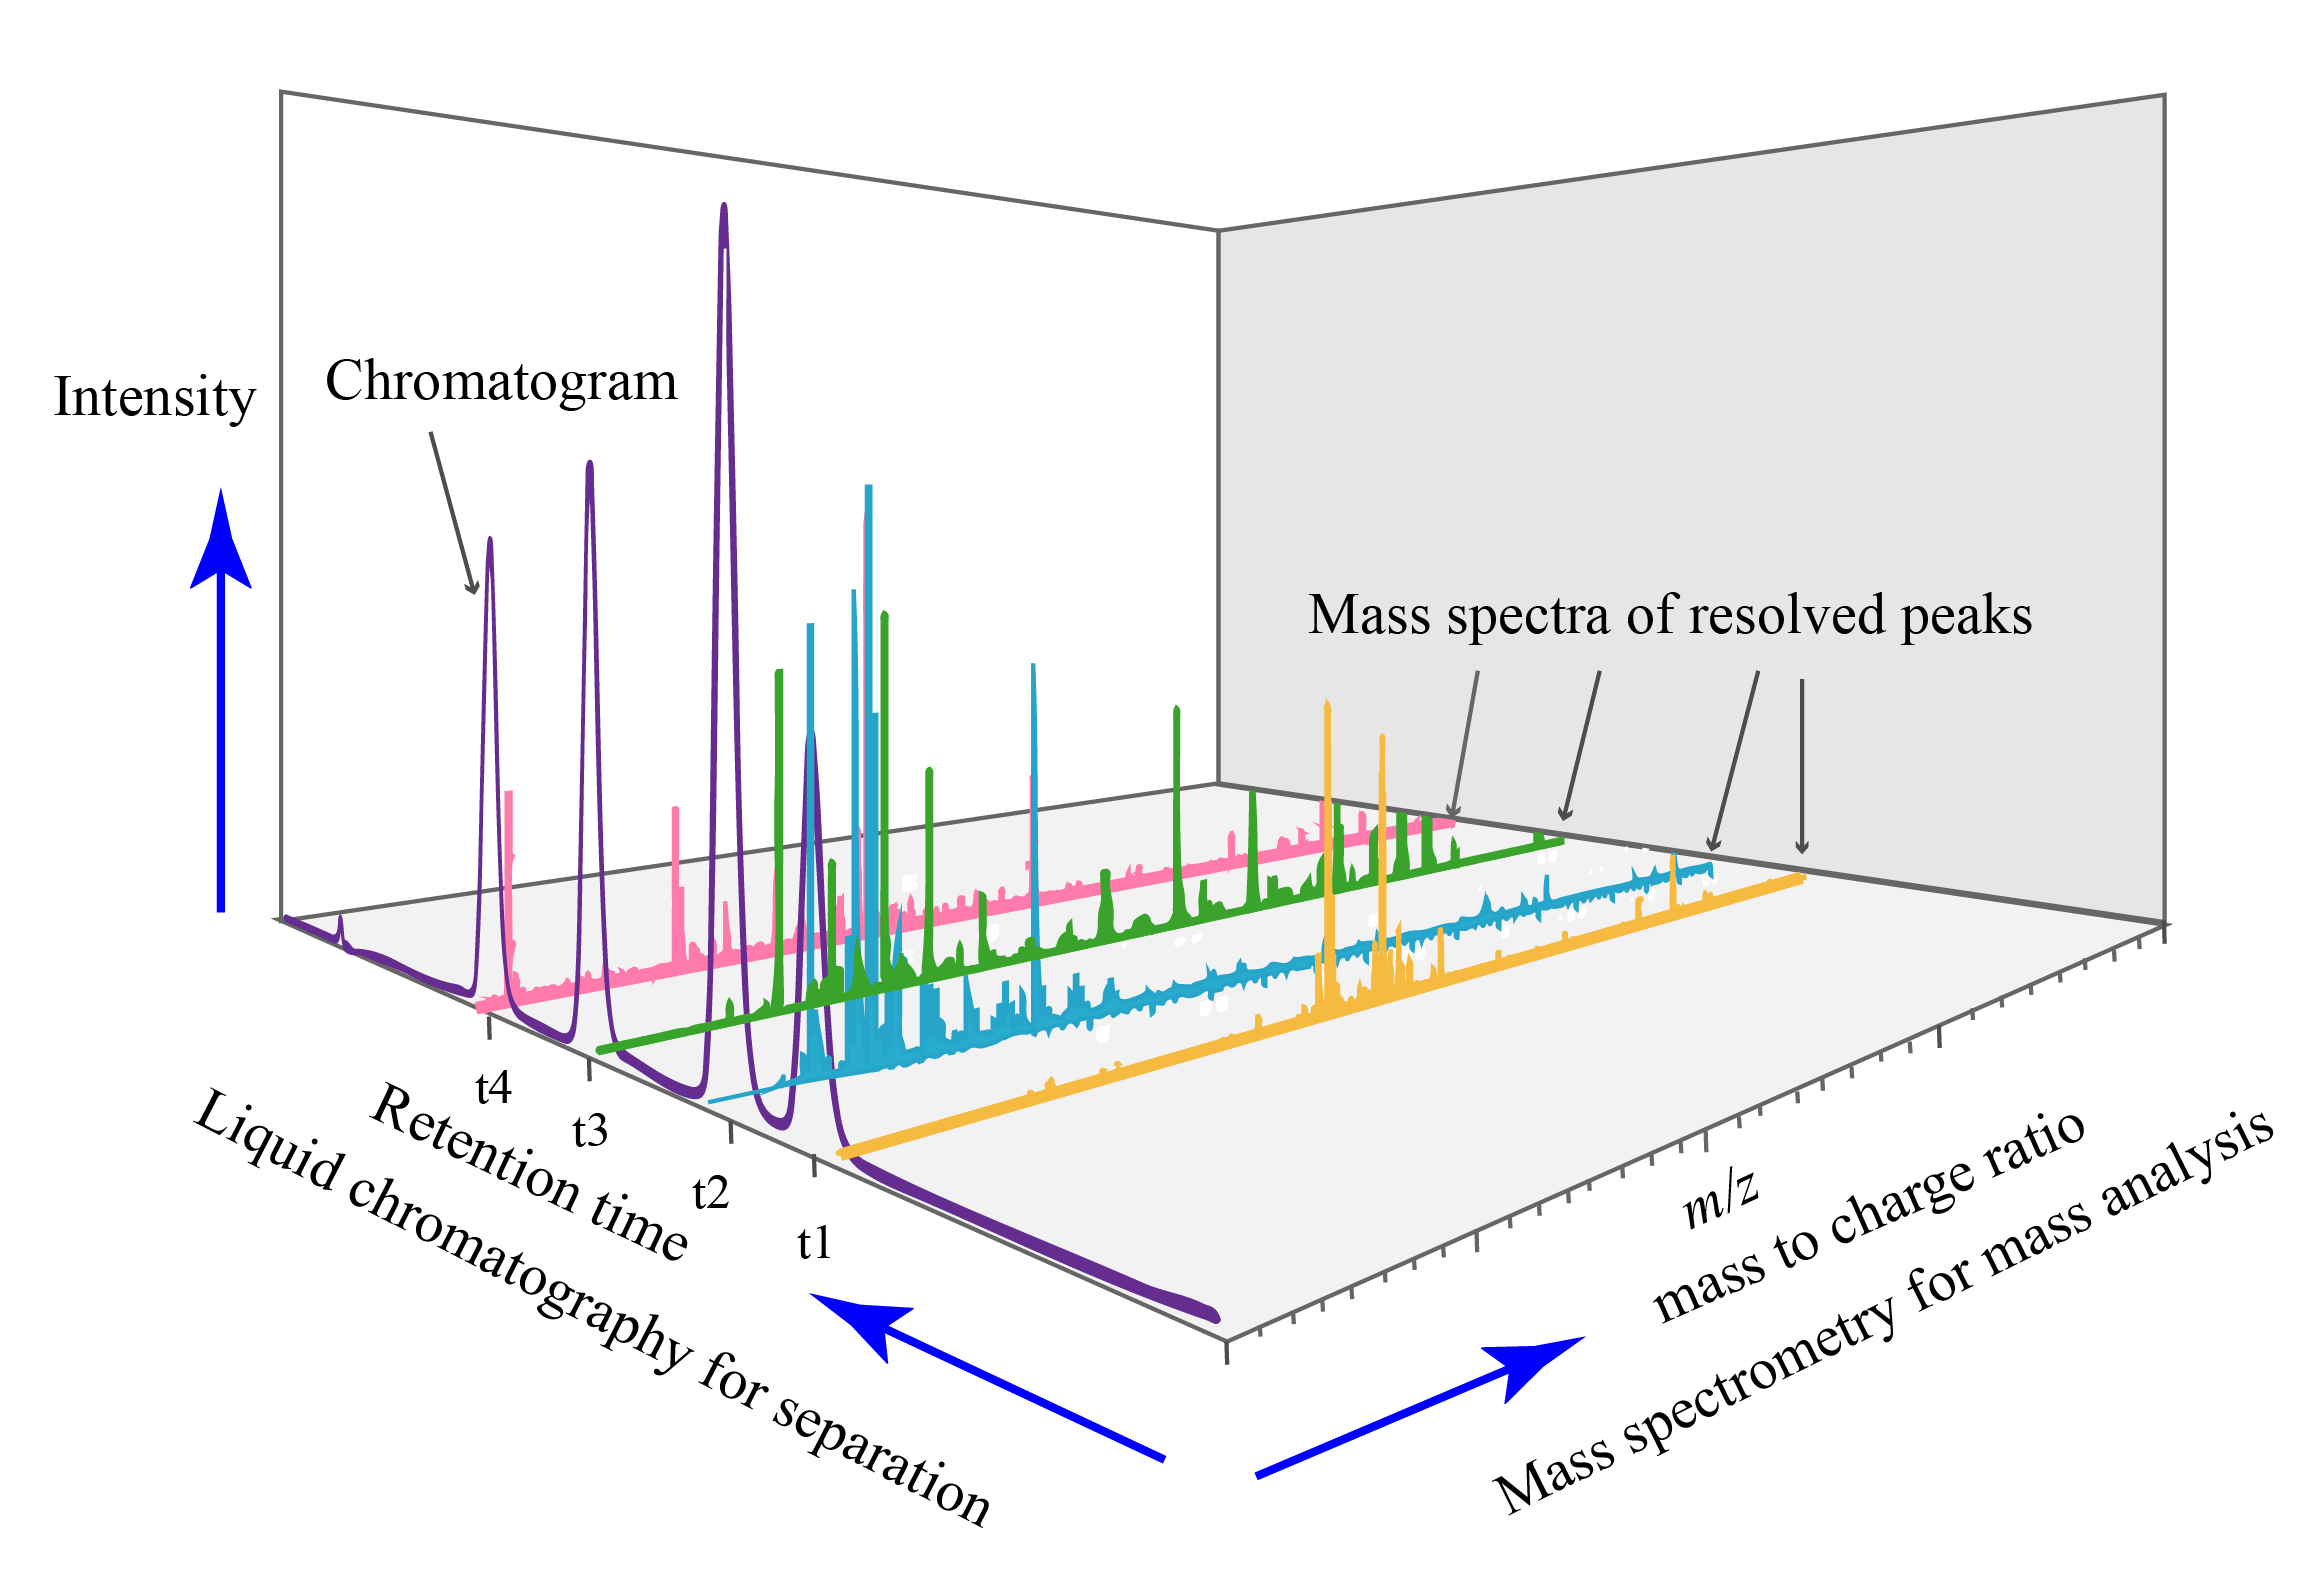 Intensity
Chromatogram
Mass spectra of resolved peaks
t4
t3
t2
t1
Retention time
Liquid chromatography for separation
m/z
mass to charge ratio
Mass spectrometry for mass analysis